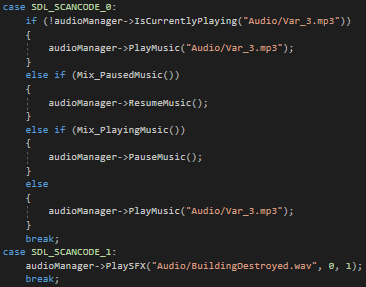 case SDL_SCANCODE_0:
    if (!audioManager->IsCurrentlyPlaying("Audio/Var_3.mp3"))
    {
        audioManager->PlayMusic("Audio/Var_3.mp3");
    }
    else if (Mix_PausedMusic())
    {
        audioManager->ResumeMusic();
    }
    else if (Mix_PlayingMusic())
    {
        audioManager->PauseMusic();
    }
    else
    {
        audioManager->PlayMusic("Audio/Var_3.mp3");
    }
    break;
case SDL_SCANCODE_1:
    audioManager->PlaySFX("Audio/BuildingDestroyed.wav", 0, 1);
    break;